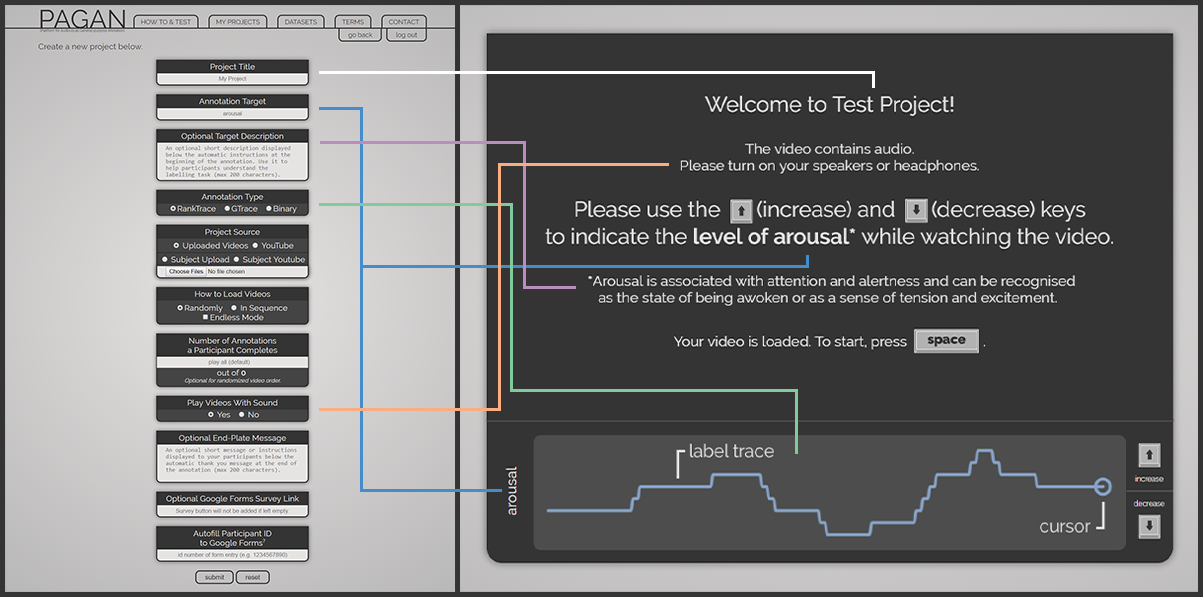 PAGAN
HOW TO & TEST
MY PROJECTS
DATASETS
TERMS
CONTACT
go back
log out
Create a new project below.
Project Title
My Project
Annotation Target
arousal
Optional Target Description
An optional short description displayed
below the automatic instructions at the
beginning of the annotation. Use it to
help participants understand the
labelling task (max 200 characters).
Annotation Type
RankTrace GTrace Binary
Project Source
Uploaded Videos YouTube
Subject Upload Subject Youtube
Choose Files No file chosen
How to Load Videos
Randomly In Sequence
Endless Mode
Number of Annotations
a Participant Completes
play all (default)
out of 0
Optional for randomized video order.
Play Videos With Sound
Yes No
Optional End-Plate Message
An optional short message or instructions
displayed to your participants below the
automatic thank you message at the end of
the annotation (max 200 characters).
Optional Google Forms Survey Link
Survey button will not be added if left empty.
Autofill Participant ID
to Google Forms†
id number of form entry (e.g. 1234567890)
submit
reset
Welcome to Test Project!
The video contains audio.
Please turn on your speakers or headphones.
Please use the ⬆ (increase) and ⬇ (decrease) keys
to indicate the level of arousal* while watching the video.
*Arousal is associated with attention and alertness and can be recognised
as the state of being awoken or as a sense of tension and excitement.
Your video is loaded. To start, press space .
arousal
label trace
cursor
increase
decrease